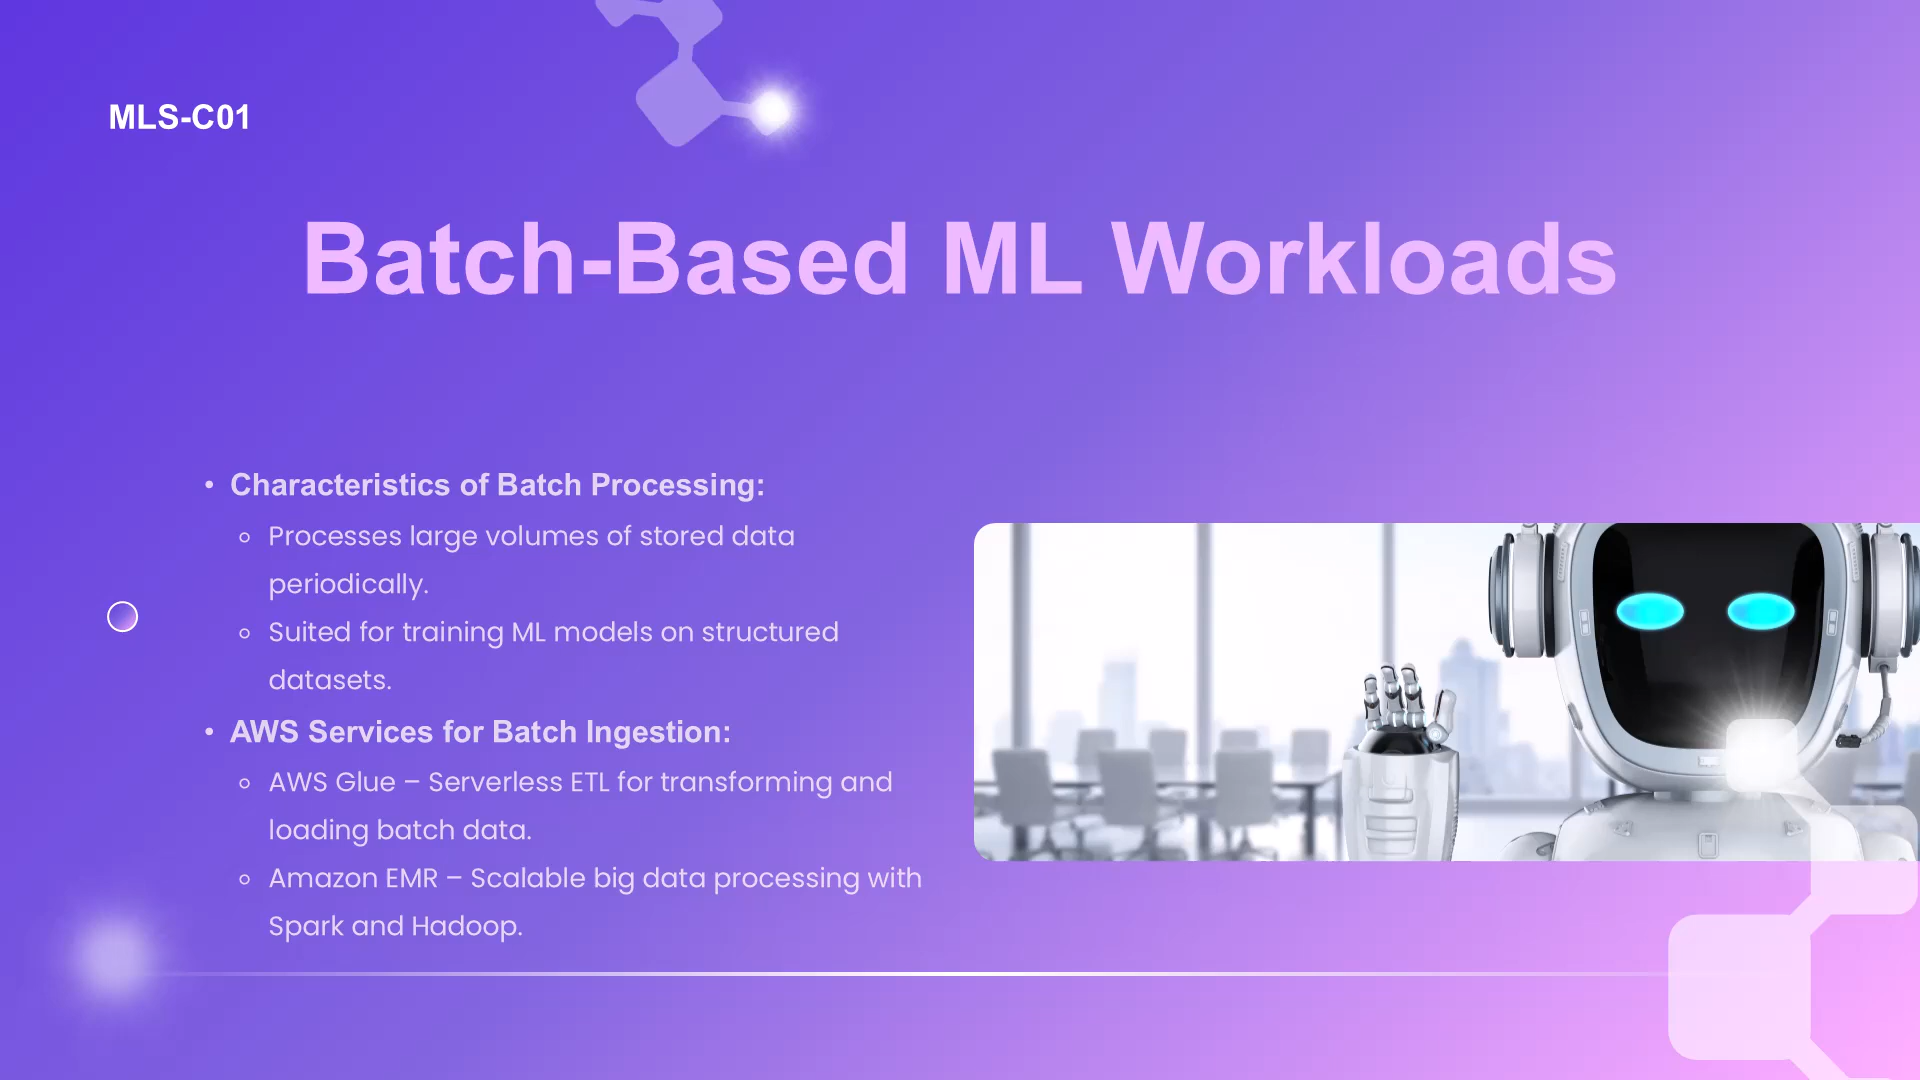 MLS-C01
Batch-Based ML Workloads
• Characteristics of Batch Processing:
◦ Processes large volumes of stored data
periodically.
◦ Suited for training ML models on structured
datasets.
• AWS Services for Batch Ingestion:
◦ AWS Glue – Serverless ETL for transforming and
loading batch data.
◦ Amazon EMR – Scalable big data processing with
Spark and Hadoop.